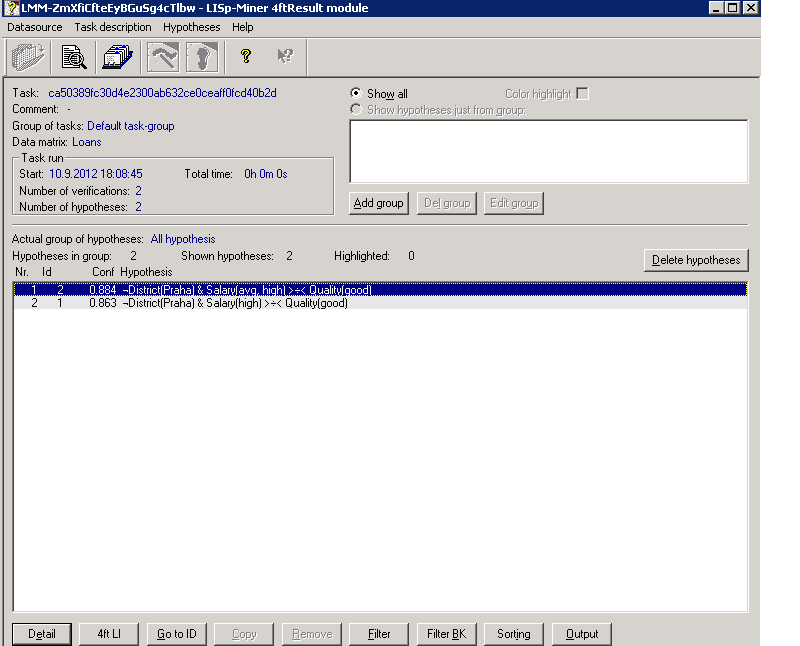 LMM-ZmXfiCfteEyBGuSg4cTlbw - LISp-Miner 4ftResult module
Datasource Task description Hypotheses Help
Task: ca50389fc30d4e2300ab632ce0ceaff0fcd40b2d
Comment: -
Group of tasks: Default task-group
Data matrix: Loans
Task run
Start: 10.9.2012 18:08:45 Total time: 0h 0m 0s
Number of verifications: 2
Number of hypotheses: 2
Show all Color highlight
Show hypotheses just from group:
Add group Del group Edit group
Actual group of hypotheses: All hypothesis
Hypotheses in group: 2 Shown hypotheses: 2 Highlighted: 0
Delete hypotheses
Nr. Id Conf Hypothesis
1 2 0.884 ¬District(Praha) & Salary(avg, high) >÷< Quality(good)
2 1 0.863 ¬District(Praha) & Salary(high) >÷< Quality(good)
Detail 4ft LI Go to ID Copy Remove Filter Filter BK Sorting Output